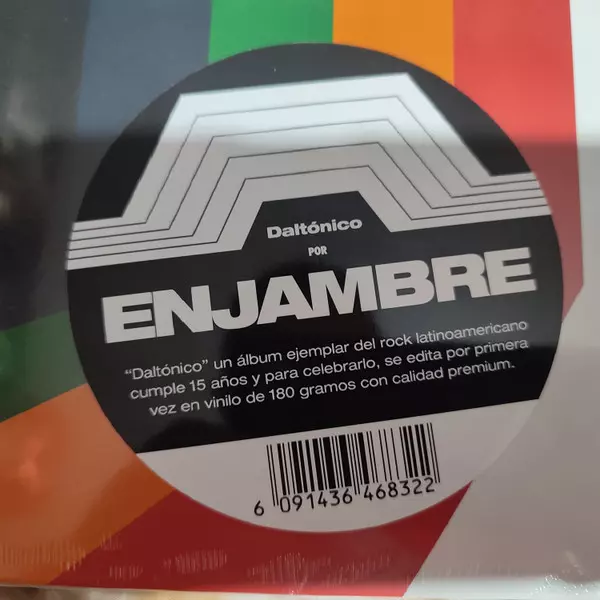 Daltónico
POR
ENJAMBRE
“Daltónico” un álbum ejemplar del rock latinoamericano
cumple 15 años y para celebrarlo, se edita por primera
vez en vinilo de 180 gramos con calidad premium.
6 091436 468322